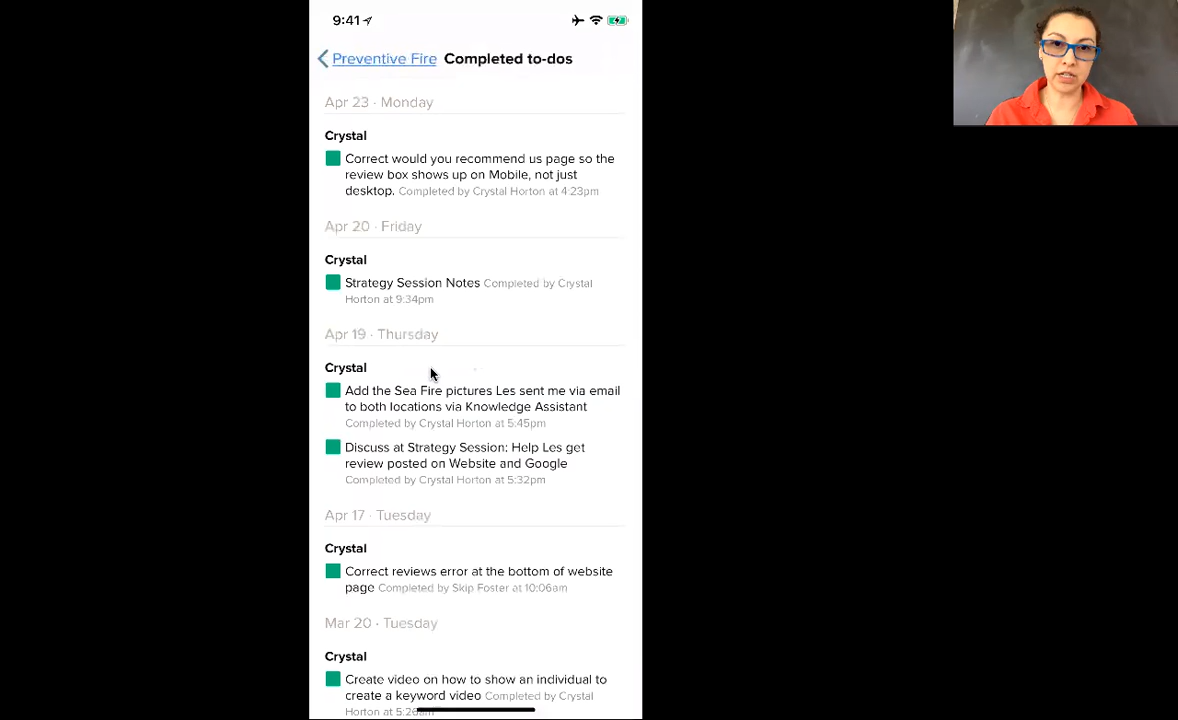 9:41
Preventive Fire Completed to-dos
Apr 23 · Monday
Crystal
Correct would you recommend us page so the
review box shows up on Mobile, not just
desktop. Completed by Crystal Horton at 4:23pm
Apr 20 · Friday
Crystal
Strategy Session Notes Completed by Crystal
Horton at 9:34pm
Apr 19 · Thursday
Crystal
Add the Sea Fire pictures Les sent me via email
to both locations via Knowledge Assistant
Completed by Crystal Horton at 5:45pm
Discuss at Strategy Session: Help Les get
review posted on Website and Google
Completed by Crystal Horton at 5:32pm
Apr 17 · Tuesday
Crystal
Correct reviews error at the bottom of website
page Completed by Skip Foster at 10:06am
Mar 20 · Tuesday
Crystal
Create video on how to show an individual to
create a keyword video Completed by Crystal
Horton at 5:26am